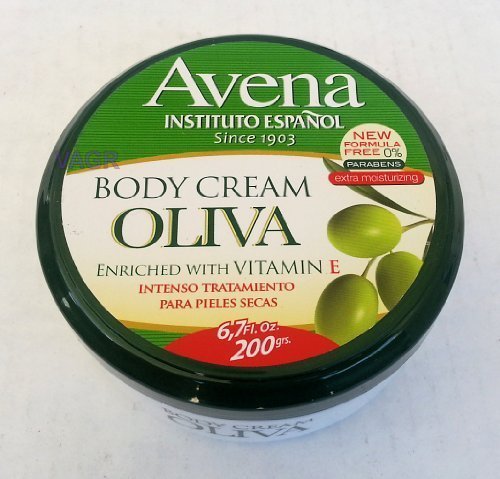 Avena
INSTITUTO ESPAÑOL
Since 1903
NEW
FORMULA
FREE 0%
PARABENS
extra moisturizing
BODY CREAM
OLIVA
ENRICHED WITH VITAMIN E
INTENSO TRATAMIENTO
PARA PIELES SECAS
6,7Fl. Oz.
200grs.
BODY CREAM
OLIVA